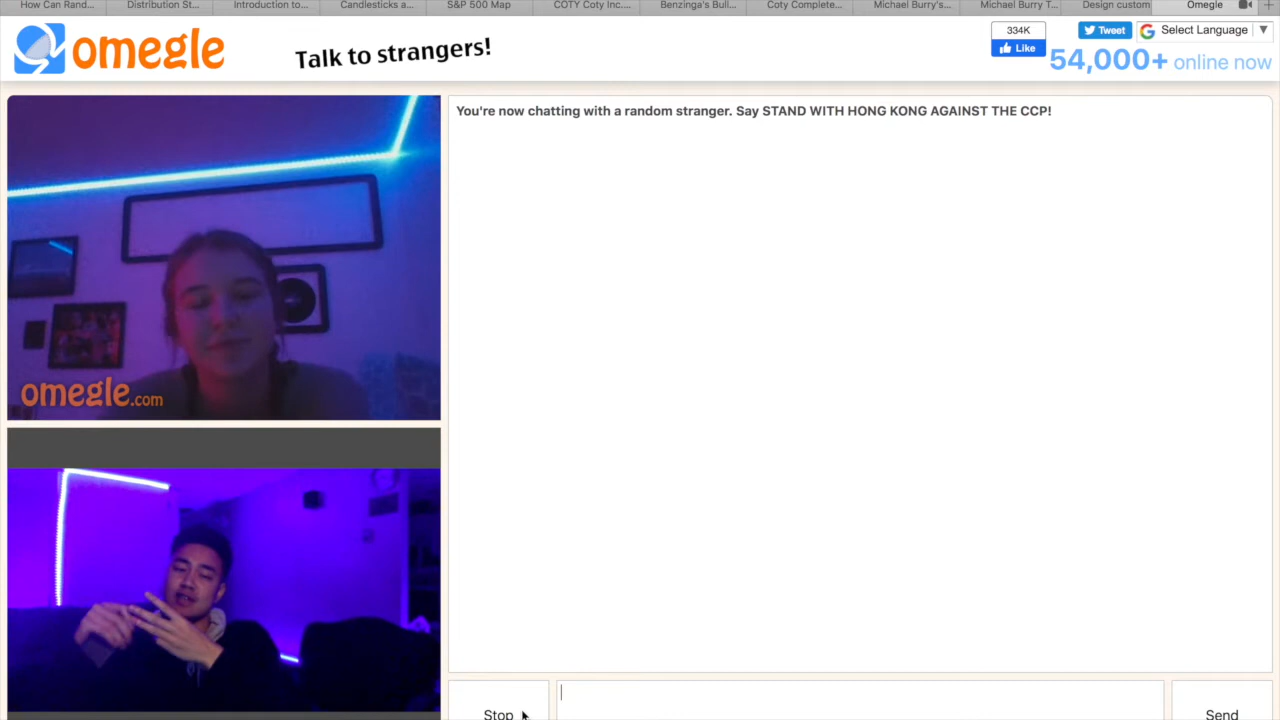 How Can Rand...
Distribution St...
Introduction to...
Candlesticks a...
S&P 500 Map
COTY Coty Inc....
Benzinga's Bull...
Coty Complete...
Michael Burry's...
Michael Burry T...
Design custom
Omegle
omegle
Talk to strangers!
334K
Like
Tweet
Select Language
54,000+ online now
You're now chatting with a random stranger. Say STAND WITH HONG KONG AGAINST THE CCP!
omegle.com
Stop
Send